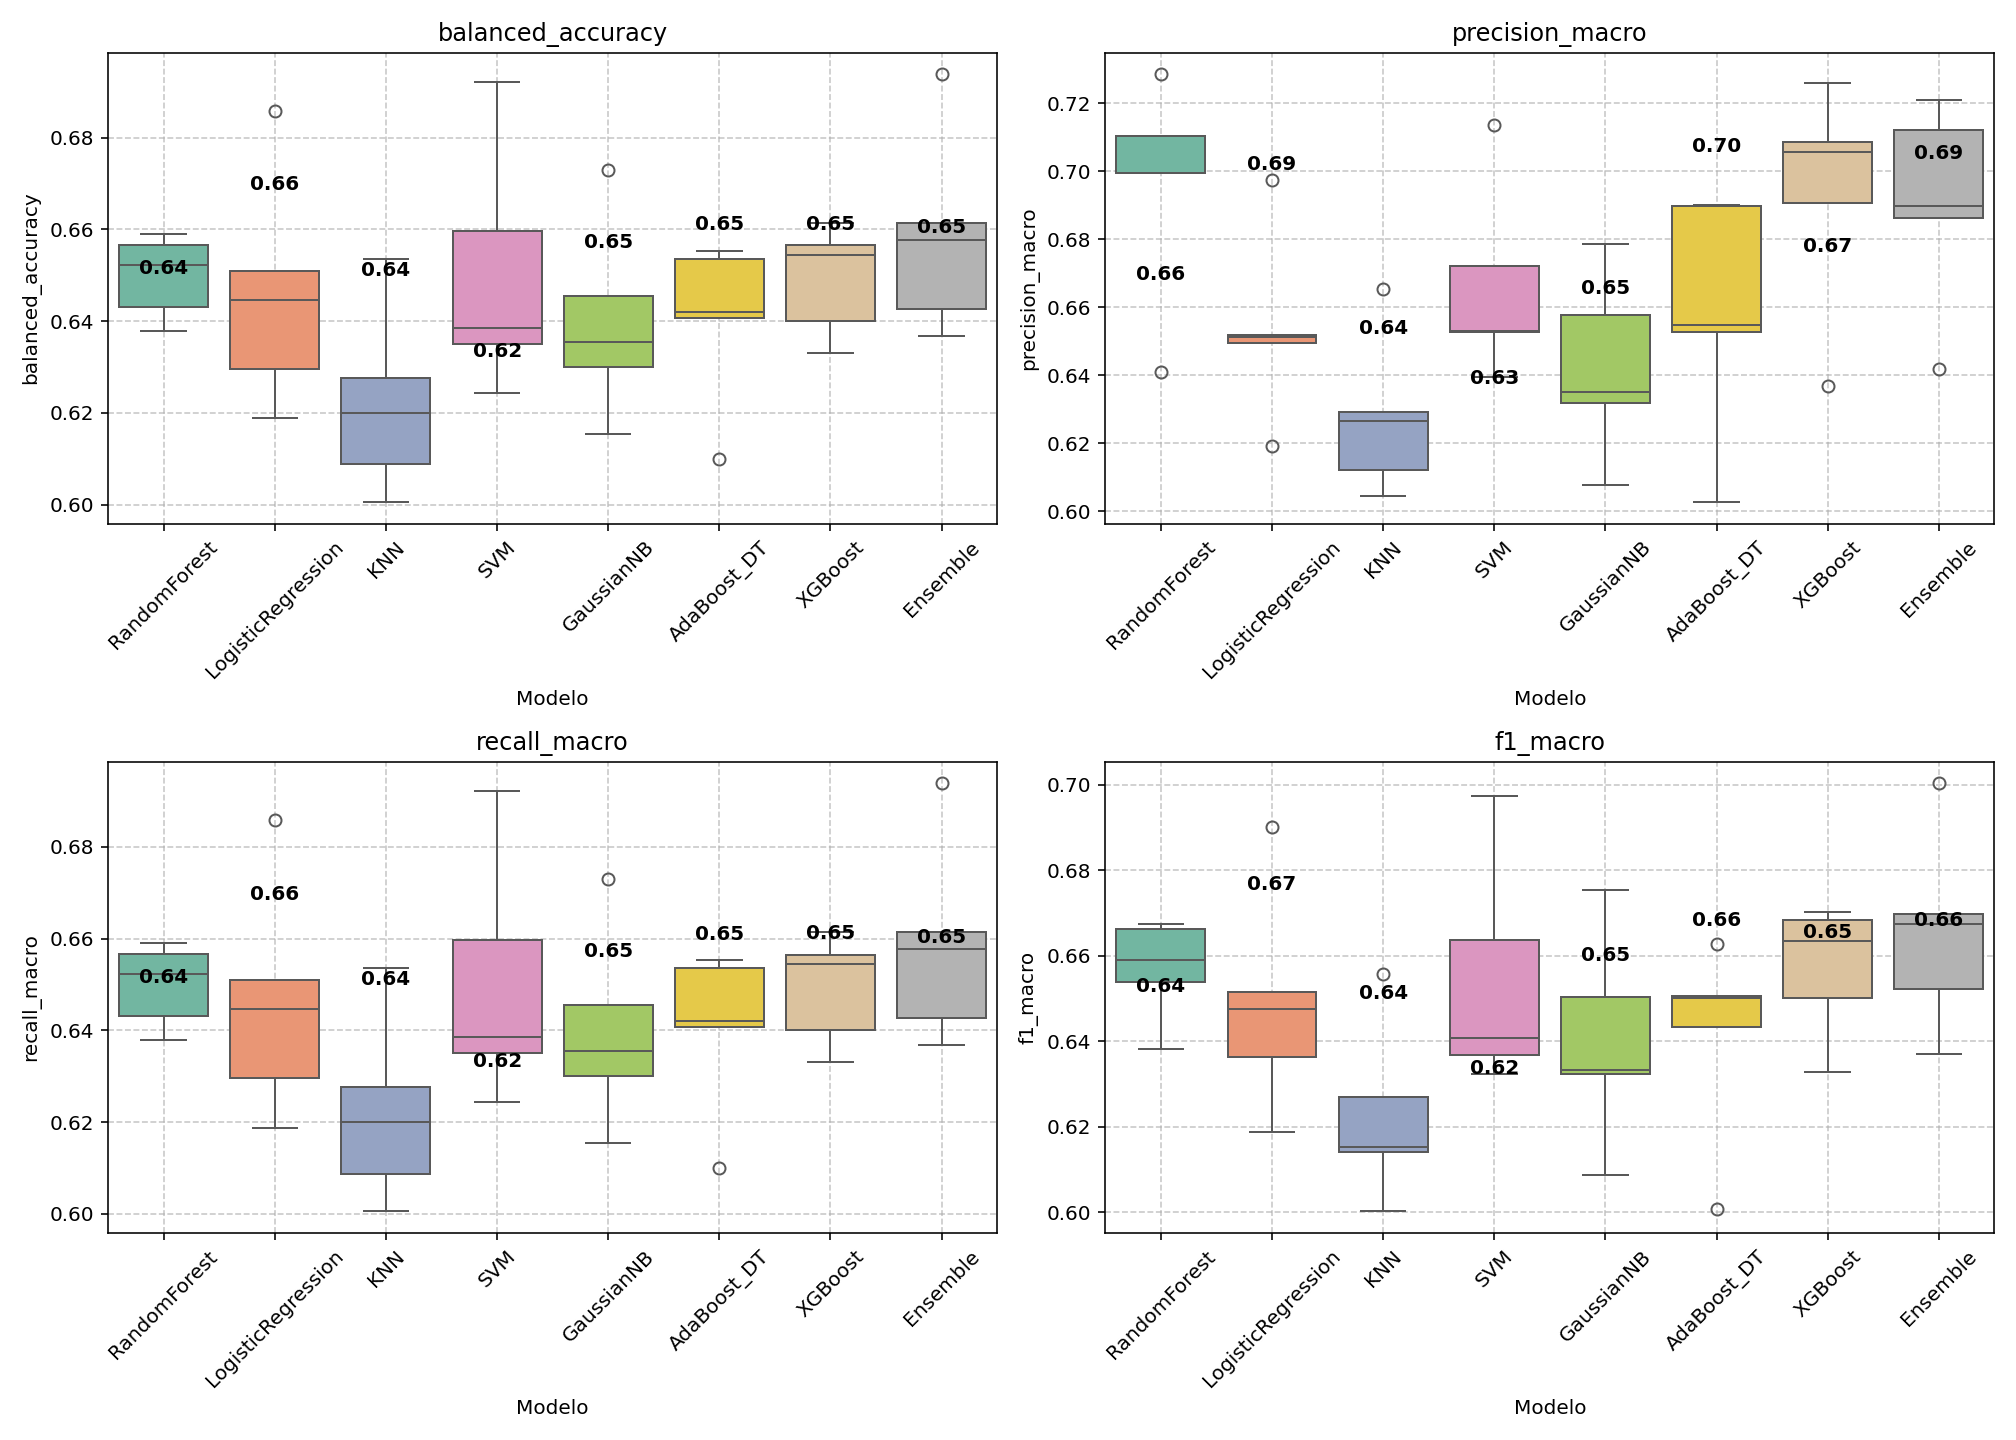 balanced_accuracy
balanced_accuracy
0.68
0.66
0.64
0.62
0.60
0.64
0.66
0.64
0.62
0.65
0.65
0.65
0.65
RandomForest
LogisticRegression
KNN
SVM
GaussianNB
AdaBoost_DT
XGBoost
Ensemble
Modelo
precision_macro
precision_macro
0.72
0.70
0.68
0.66
0.64
0.62
0.60
0.66
0.69
0.64
0.63
0.65
0.70
0.67
0.69
RandomForest
LogisticRegression
KNN
SVM
GaussianNB
AdaBoost_DT
XGBoost
Ensemble
Modelo
recall_macro
recall_macro
0.68
0.66
0.64
0.62
0.60
0.64
0.66
0.64
0.62
0.65
0.65
0.65
0.65
RandomForest
LogisticRegression
KNN
SVM
GaussianNB
AdaBoost_DT
XGBoost
Ensemble
Modelo
f1_macro
f1_macro
0.70
0.68
0.66
0.64
0.62
0.60
0.64
0.67
0.64
0.62
0.65
0.66
0.65
0.66
RandomForest
LogisticRegression
KNN
SVM
GaussianNB
AdaBoost_DT
XGBoost
Ensemble
Modelo